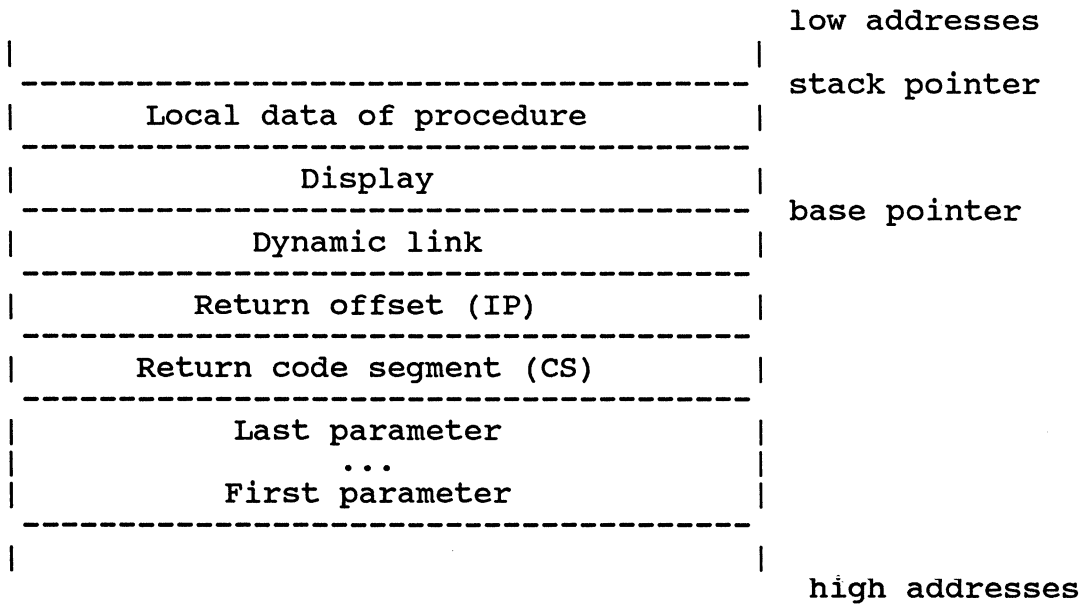 low addresses
stack pointer
Local data of procedure
Display
base pointer
Dynamic link
Return offset (IP)
Return code segment (CS)
Last parameter
...
First parameter
high addresses